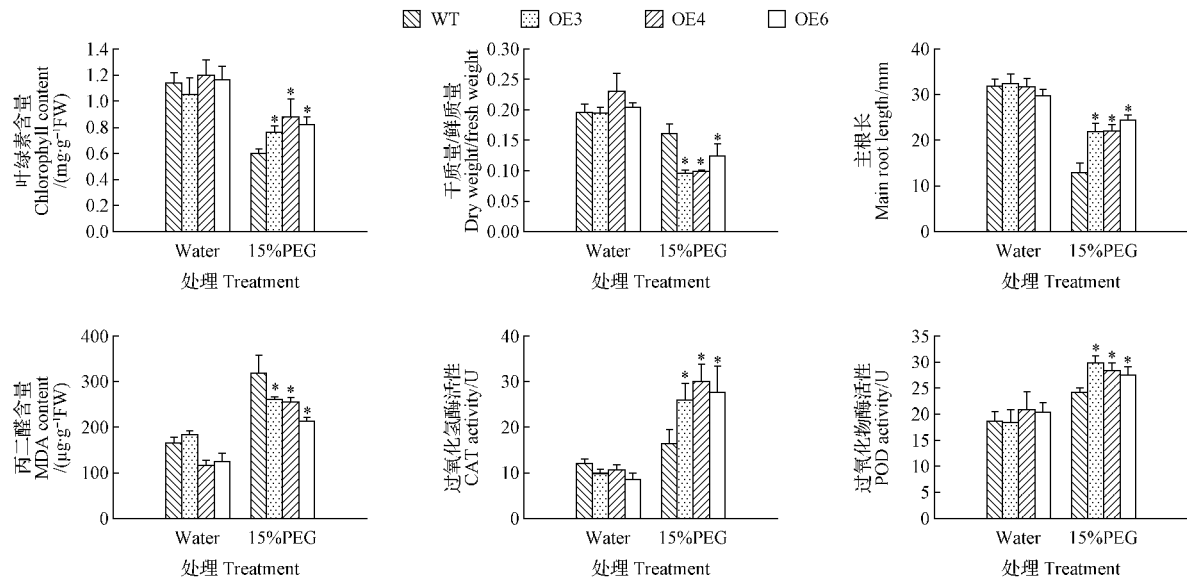 WT OE3 OE4 OE6
叶绿素含量
Chlorophyll content
/(mg·g⁻¹FW)
1.4
1.2
1.0
0.8
0.6
0.4
0.2
0.0
* * *
Water 15%PEG
处理 Treatment
干质量/鲜质量
Dry weight/fresh weight
0.30
0.25
0.20
0.15
0.10
0.05
0.00
* * *
Water 15%PEG
处理 Treatment
主根长
Main root length/mm
40
30
20
10
0
* * *
Water 15%PEG
处理 Treatment
丙二醛含量
MDA content
/(μg·g⁻¹FW)
400
300
200
100
0
* * *
Water 15%PEG
处理 Treatment
过氧化氢酶活性
CAT activity/U
40
30
20
10
0
* * *
Water 15%PEG
处理 Treatment
过氧化物酶活性
POD activity/U
35
30
25
20
15
10
5
0
* * *
Water 15%PEG
处理 Treatment